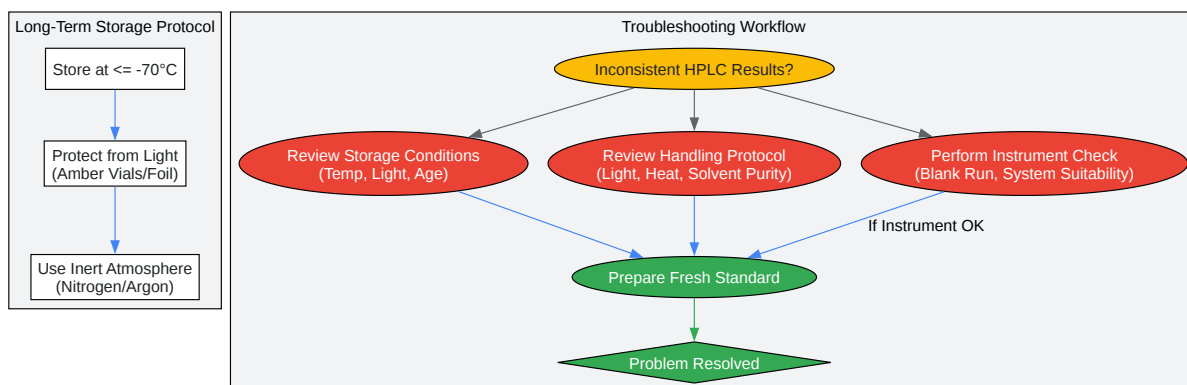 Long-Term Storage Protocol
Store at <= -70°C
Protect from Light
(Amber Vials/Foil)
Use Inert Atmosphere
(Nitrogen/Argon)
Troubleshooting Workflow
Inconsistent HPLC Results?
Review Storage Conditions
(Temp, Light, Age)
Review Handling Protocol
(Light, Heat, Solvent Purity)
Perform Instrument Check
(Blank Run, System Suitability)
If Instrument OK
Prepare Fresh Standard
Problem Resolved